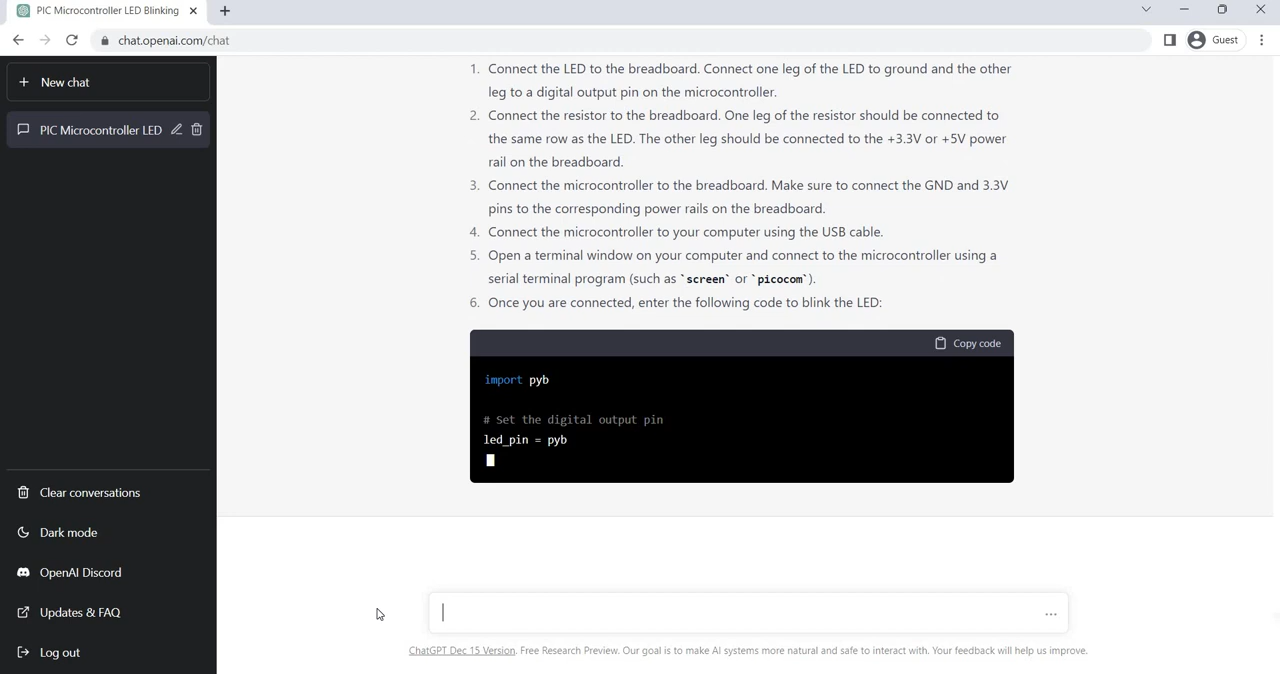 PIC Microcontroller LED Blinking
chat.openai.com/chat
Guest
New chat
PIC Microcontroller LED
1. Connect the LED to the breadboard. Connect one leg of the LED to ground and the other
leg to a digital output pin on the microcontroller.
2. Connect the resistor to the breadboard. One leg of the resistor should be connected to
the same row as the LED. The other leg should be connected to the +3.3V or +5V power
rail on the breadboard.
3. Connect the microcontroller to the breadboard. Make sure to connect the GND and 3.3V
pins to the corresponding power rails on the breadboard.
4. Connect the microcontroller to your computer using the USB cable.
5. Open a terminal window on your computer and connect to the microcontroller using a
serial terminal program (such as `screen` or `picocom`).
6. Once you are connected, enter the following code to blink the LED:
Copy code
import pyb
# Set the digital output pin
led_pin = pyb
Clear conversations
Dark mode
OpenAI Discord
Updates & FAQ
Log out
ChatGPT Dec 15 Version. Free Research Preview. Our goal is to make AI systems more natural and safe to interact with. Your feedback will help us improve.